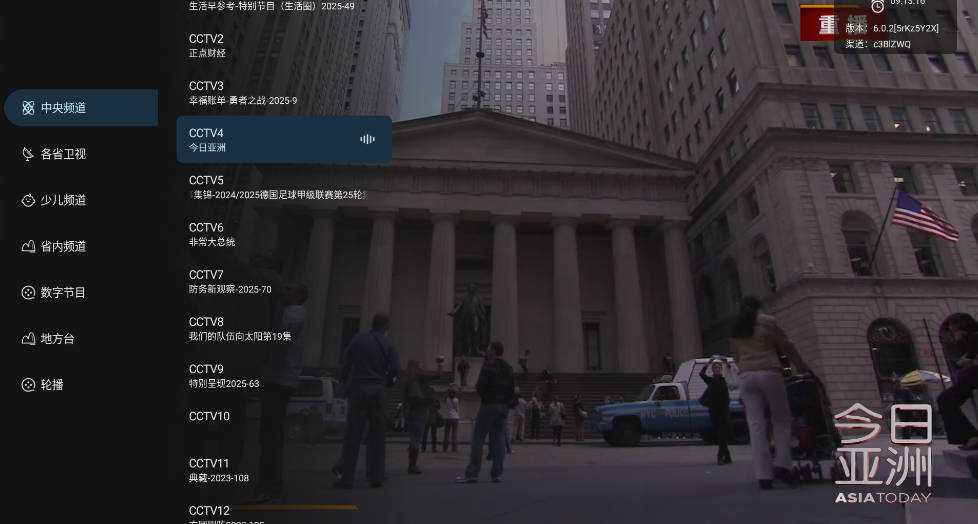 生活早参考-特别节目（生活圈）2025-49
09:13:16
重播
版本: 6.0.2[5rKz5Y2X]
渠道: c3BlZWQ
CCTV2
正点财经
CCTV3
幸福账单-勇者之战-2025-9
中央频道
CCTV4
今日亚洲
各省卫视
CCTV5
集锦-2024/2025德国足球甲级联赛第25轮
少儿频道
CCTV6
非常大总统
省内频道
CCTV7
防务新观察-2025-70
数字节目
CCTV8
我们的队伍向太阳第19集
地方台
CCTV9
特别呈现2025-63
轮播
CCTV10
NYC POLICE
今日
亚洲
ASIA TODAY
CCTV11
典藏-2023-108
CCTV12